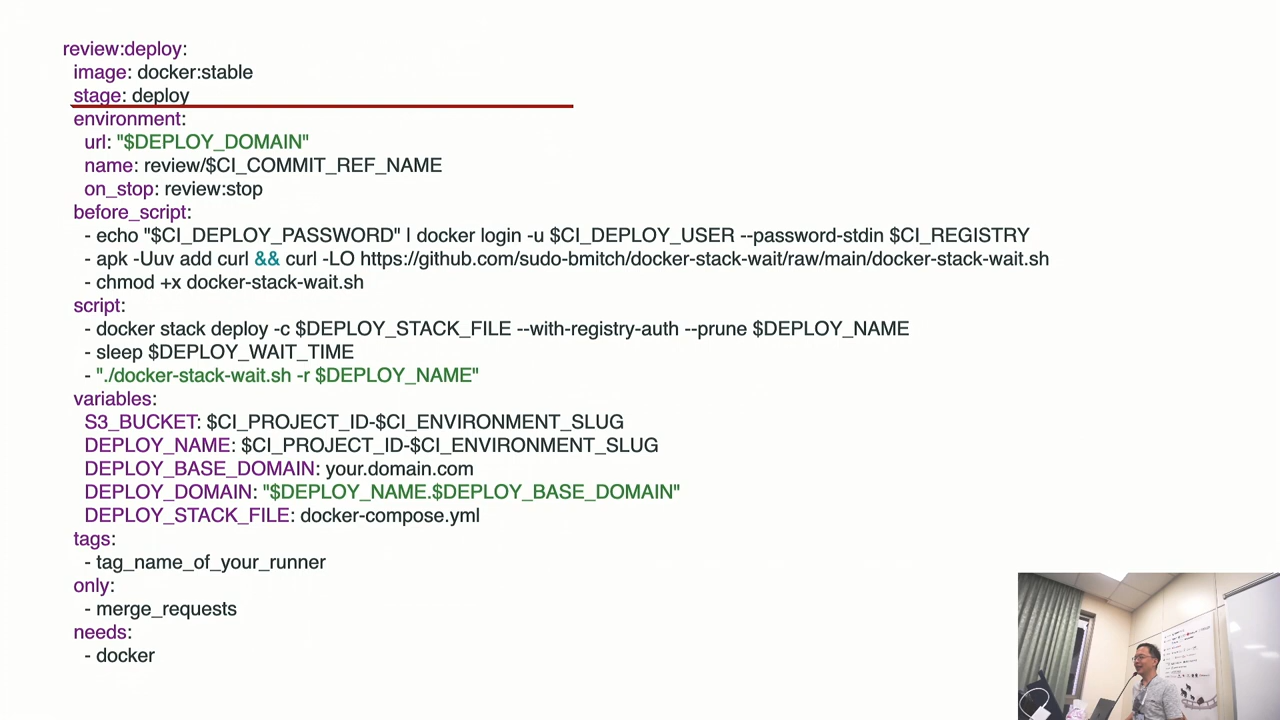 review:deploy:
image: docker:stable
stage: deploy
environment:
url: "$DEPLOY_DOMAIN"
name: review/$CI_COMMIT_REF_NAME
on_stop: review:stop
before_script:
- echo "$CI_DEPLOY_PASSWORD" | docker login -u $CI_DEPLOY_USER --password-stdin $CI_REGISTRY
- apk -Uuv add curl && curl -LO https://github.com/sudo-bmitch/docker-stack-wait/raw/main/docker-stack-wait.sh
- chmod +x docker-stack-wait.sh
script:
- docker stack deploy -c $DEPLOY_STACK_FILE --with-registry-auth --prune $DEPLOY_NAME
- sleep $DEPLOY_WAIT_TIME
- "./docker-stack-wait.sh -r $DEPLOY_NAME"
variables:
S3_BUCKET: $CI_PROJECT_ID-$CI_ENVIRONMENT_SLUG
DEPLOY_NAME: $CI_PROJECT_ID-$CI_ENVIRONMENT_SLUG
DEPLOY_BASE_DOMAIN: your.domain.com
DEPLOY_DOMAIN: "$DEPLOY_NAME.$DEPLOY_BASE_DOMAIN"
DEPLOY_STACK_FILE: docker-compose.yml
tags:
- tag_name_of_your_runner
only:
- merge_requests
needs:
- docker